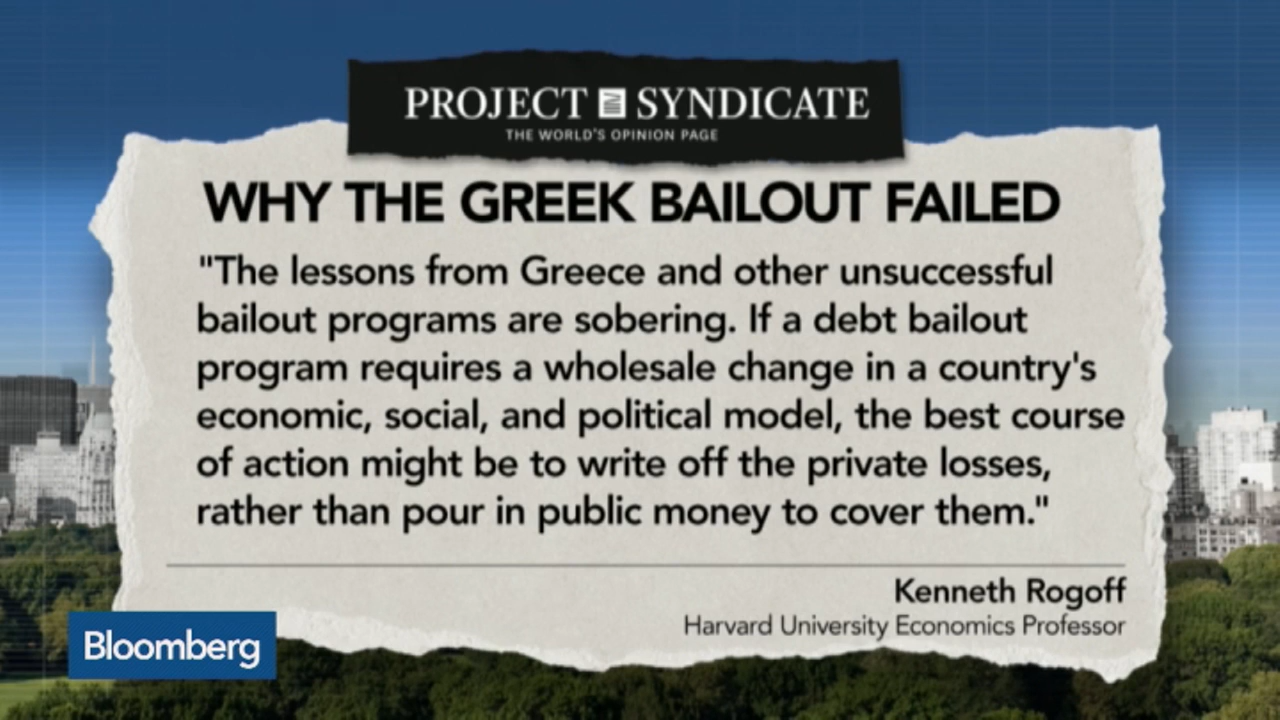 PROJECT SYNDICATE
THE WORLD'S OPINION PAGE
WHY THE GREEK BAILOUT FAILED
"The lessons from Greece and other unsuccessful
bailout programs are sobering. If a debt bailout
program requires a wholesale change in a country's
economic, social, and political model, the best course
of action might be to write off the private losses,
rather than pour in public money to cover them."
Kenneth Rogoff
Harvard University Economics Professor
Bloomberg